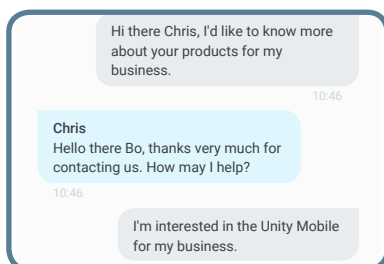 Hi there Chris, I'd like to know more
about your products for my
business.
10:46
Chris
Hello there Bo, thanks very much for
contacting us. How may I help?
10:46
I'm interested in the Unity Mobile
for my business.